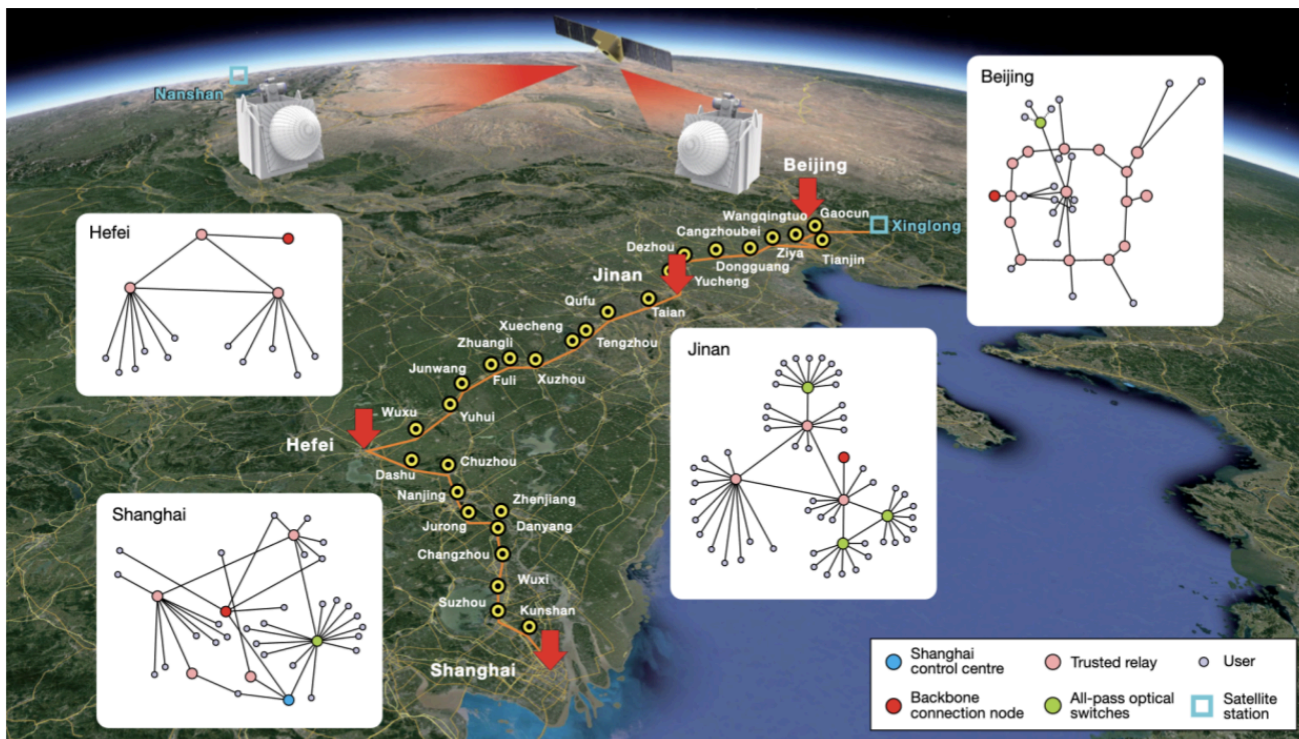 Nanshan
Beijing
Beijing
Wangqingtuo
Gaocun
Xinglong
Cangzhoubei
Dezhou
Ziya
Tianjin
Dongguang
Yucheng
Jinan
Hefei
Qufu
Taian
Xuecheng
Tengzhou
Zhuangli
Junwang
Fuli
Xuzhou
Jinan
Wuxu
Yuhui
Hefei
Dashu
Chuzhou
Nanjing
Zhenjiang
Jurong
Danyang
Shanghai
Changzhou
Wuxi
Suzhou
Kunshan
Shanghai
Shanghai
control centre
Trusted relay
User
Backbone
connection node
All-pass optical
switches
Satellite
station